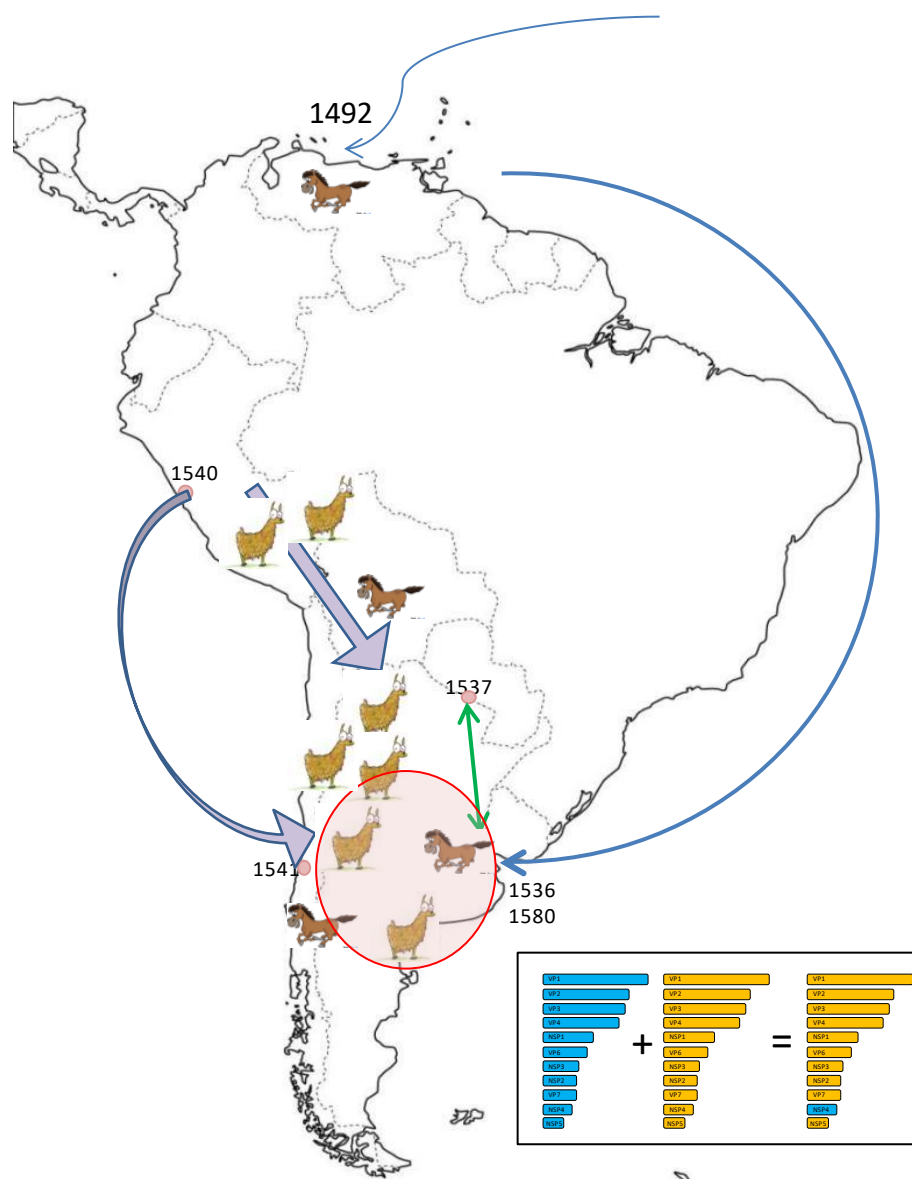 1492
1540
1537
1541
1536
1580
VP1
VP2
VP3
VP4
NSP1
VP6
NSP3
NSP2
VP7
NSP4
NSP5
+
VP1
VP2
VP3
VP4
NSP1
VP6
NSP3
NSP2
VP7
NSP4
NSP5
=
VP1
VP2
VP3
VP4
NSP1
VP6
NSP3
NSP2
VP7
NSP4
NSP5